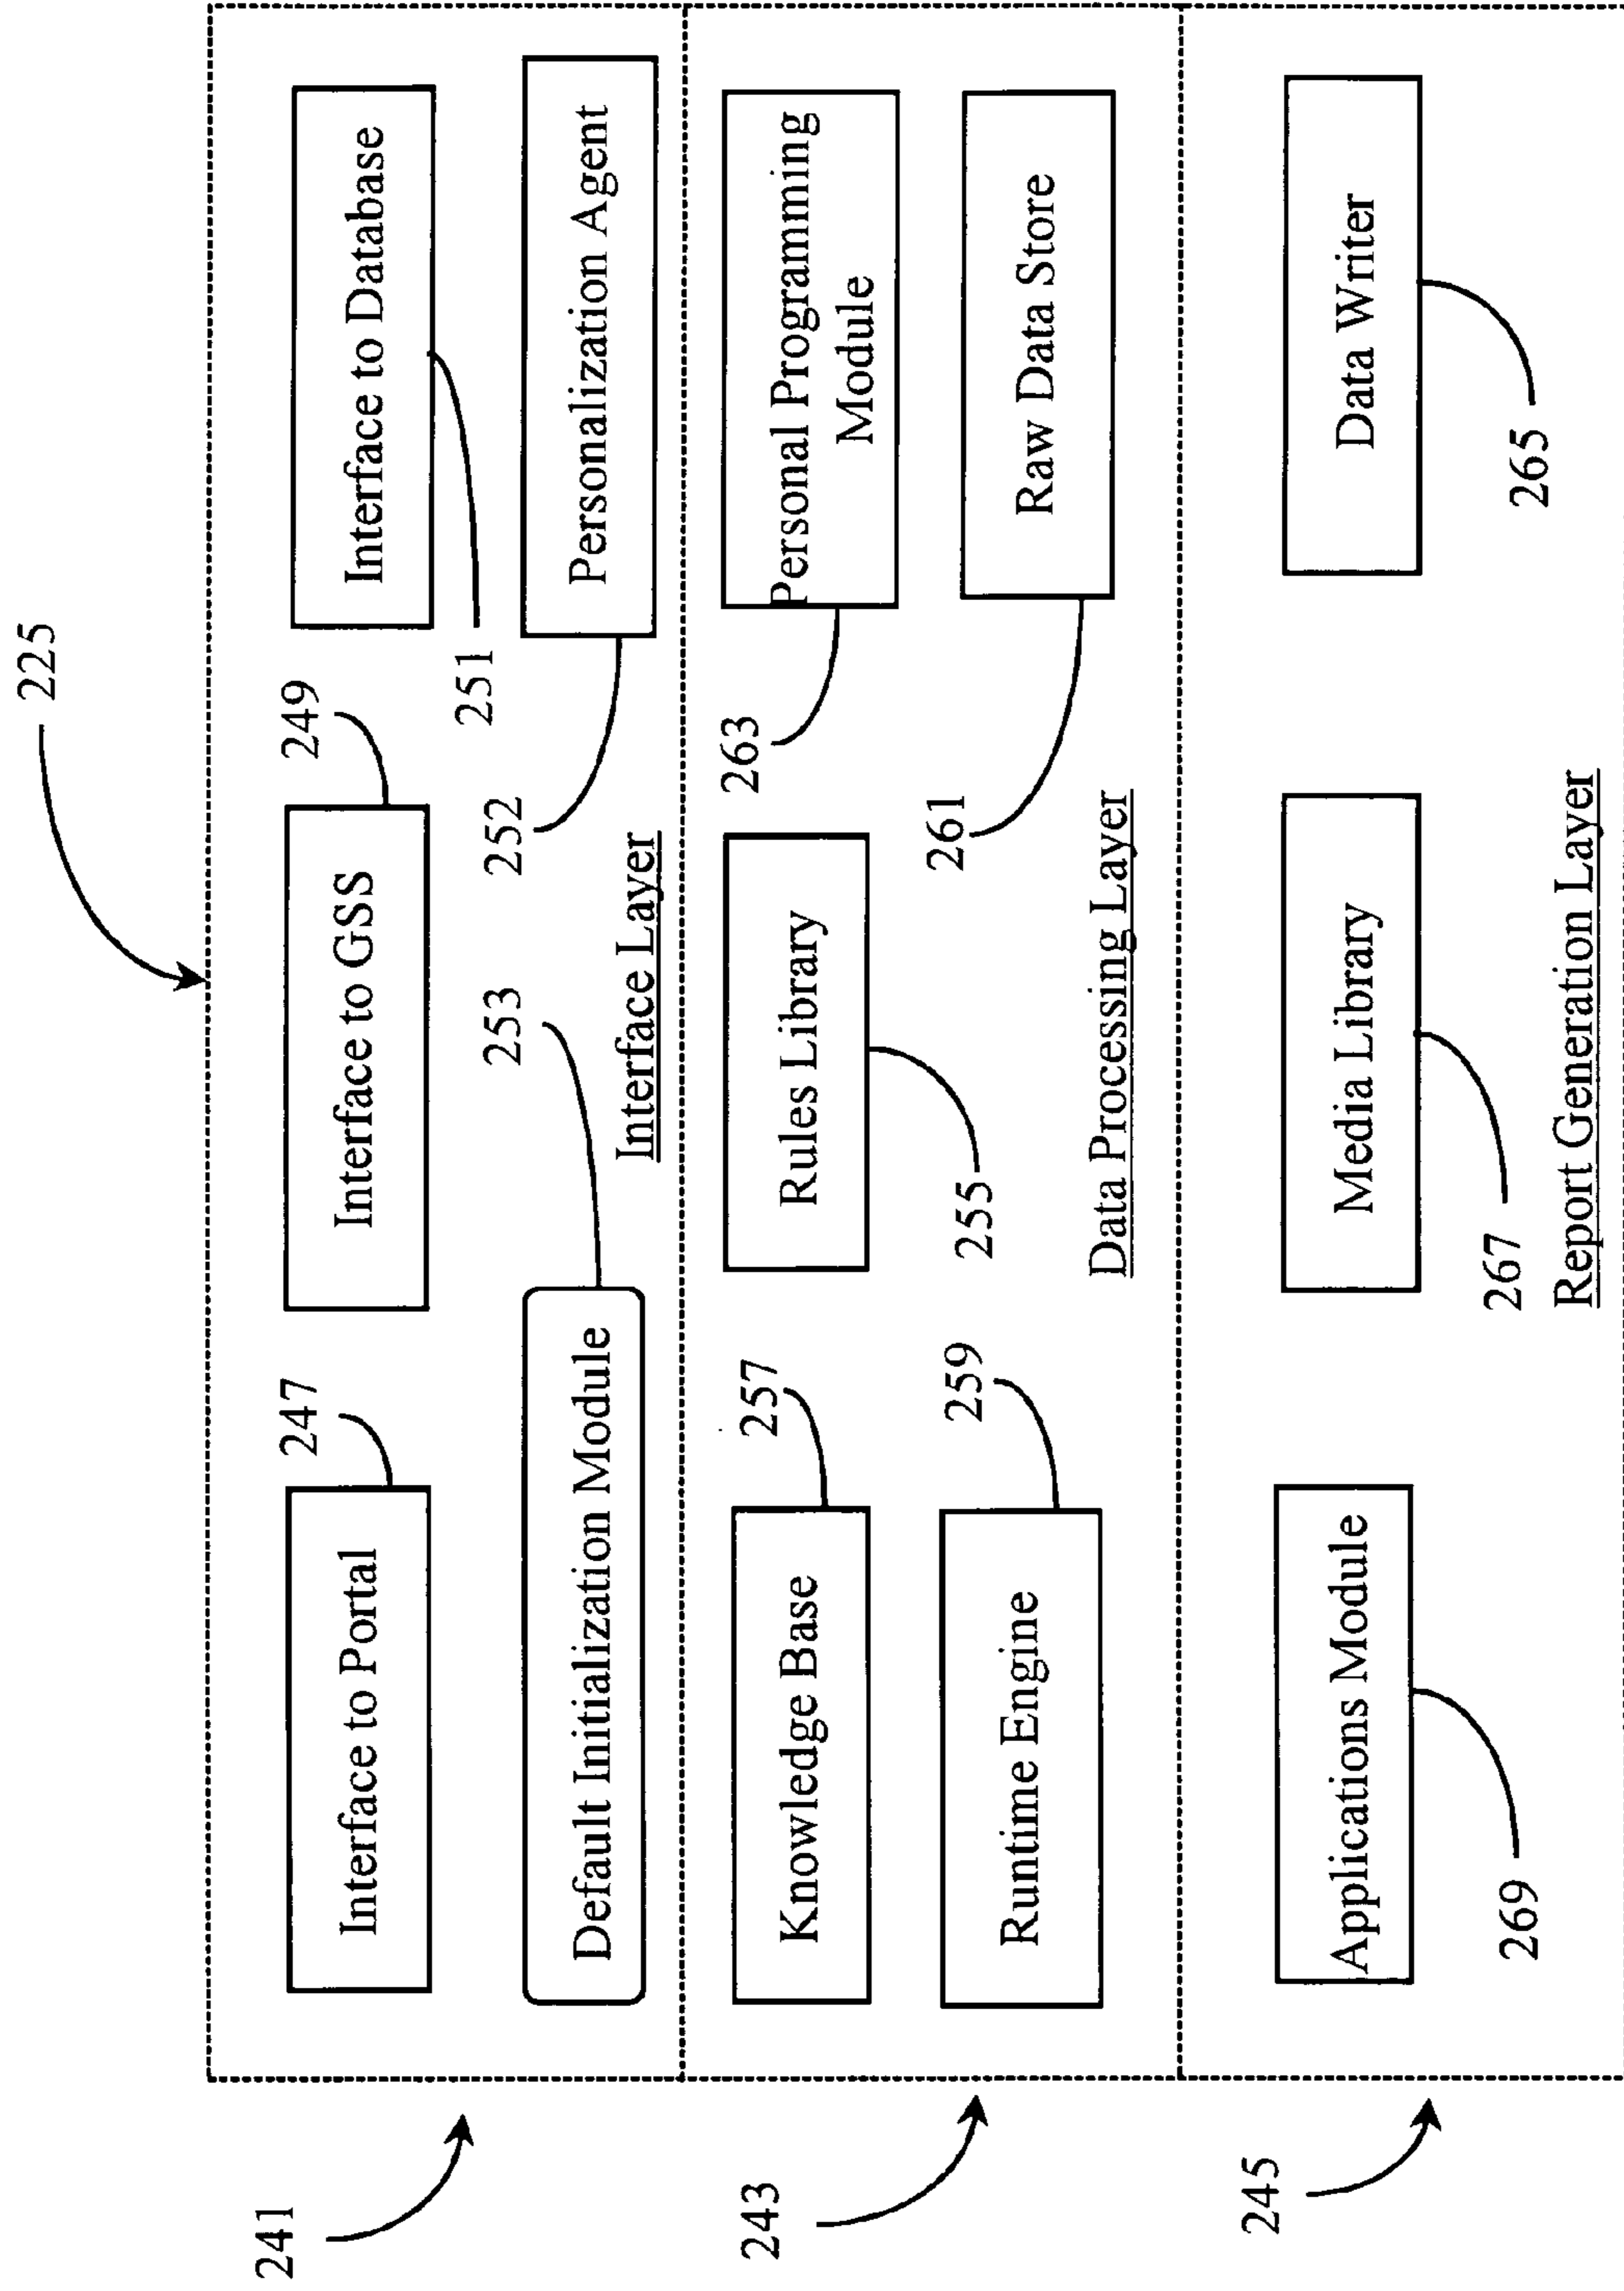 225
241
Interface to Portal
247
Interface to GSS
249
Interface to Database
251
Default Initialization Module
253
Interface Layer
252
Personalization Agent
243
Knowledge Base
257
Rules Library
255
263
Personal Programming
Module
Runtime Engine
259
261
Raw Data Store
Data Processing Layer
245
Applications Module
269
Media Library
267
Data Writer
265
Report Generation Layer